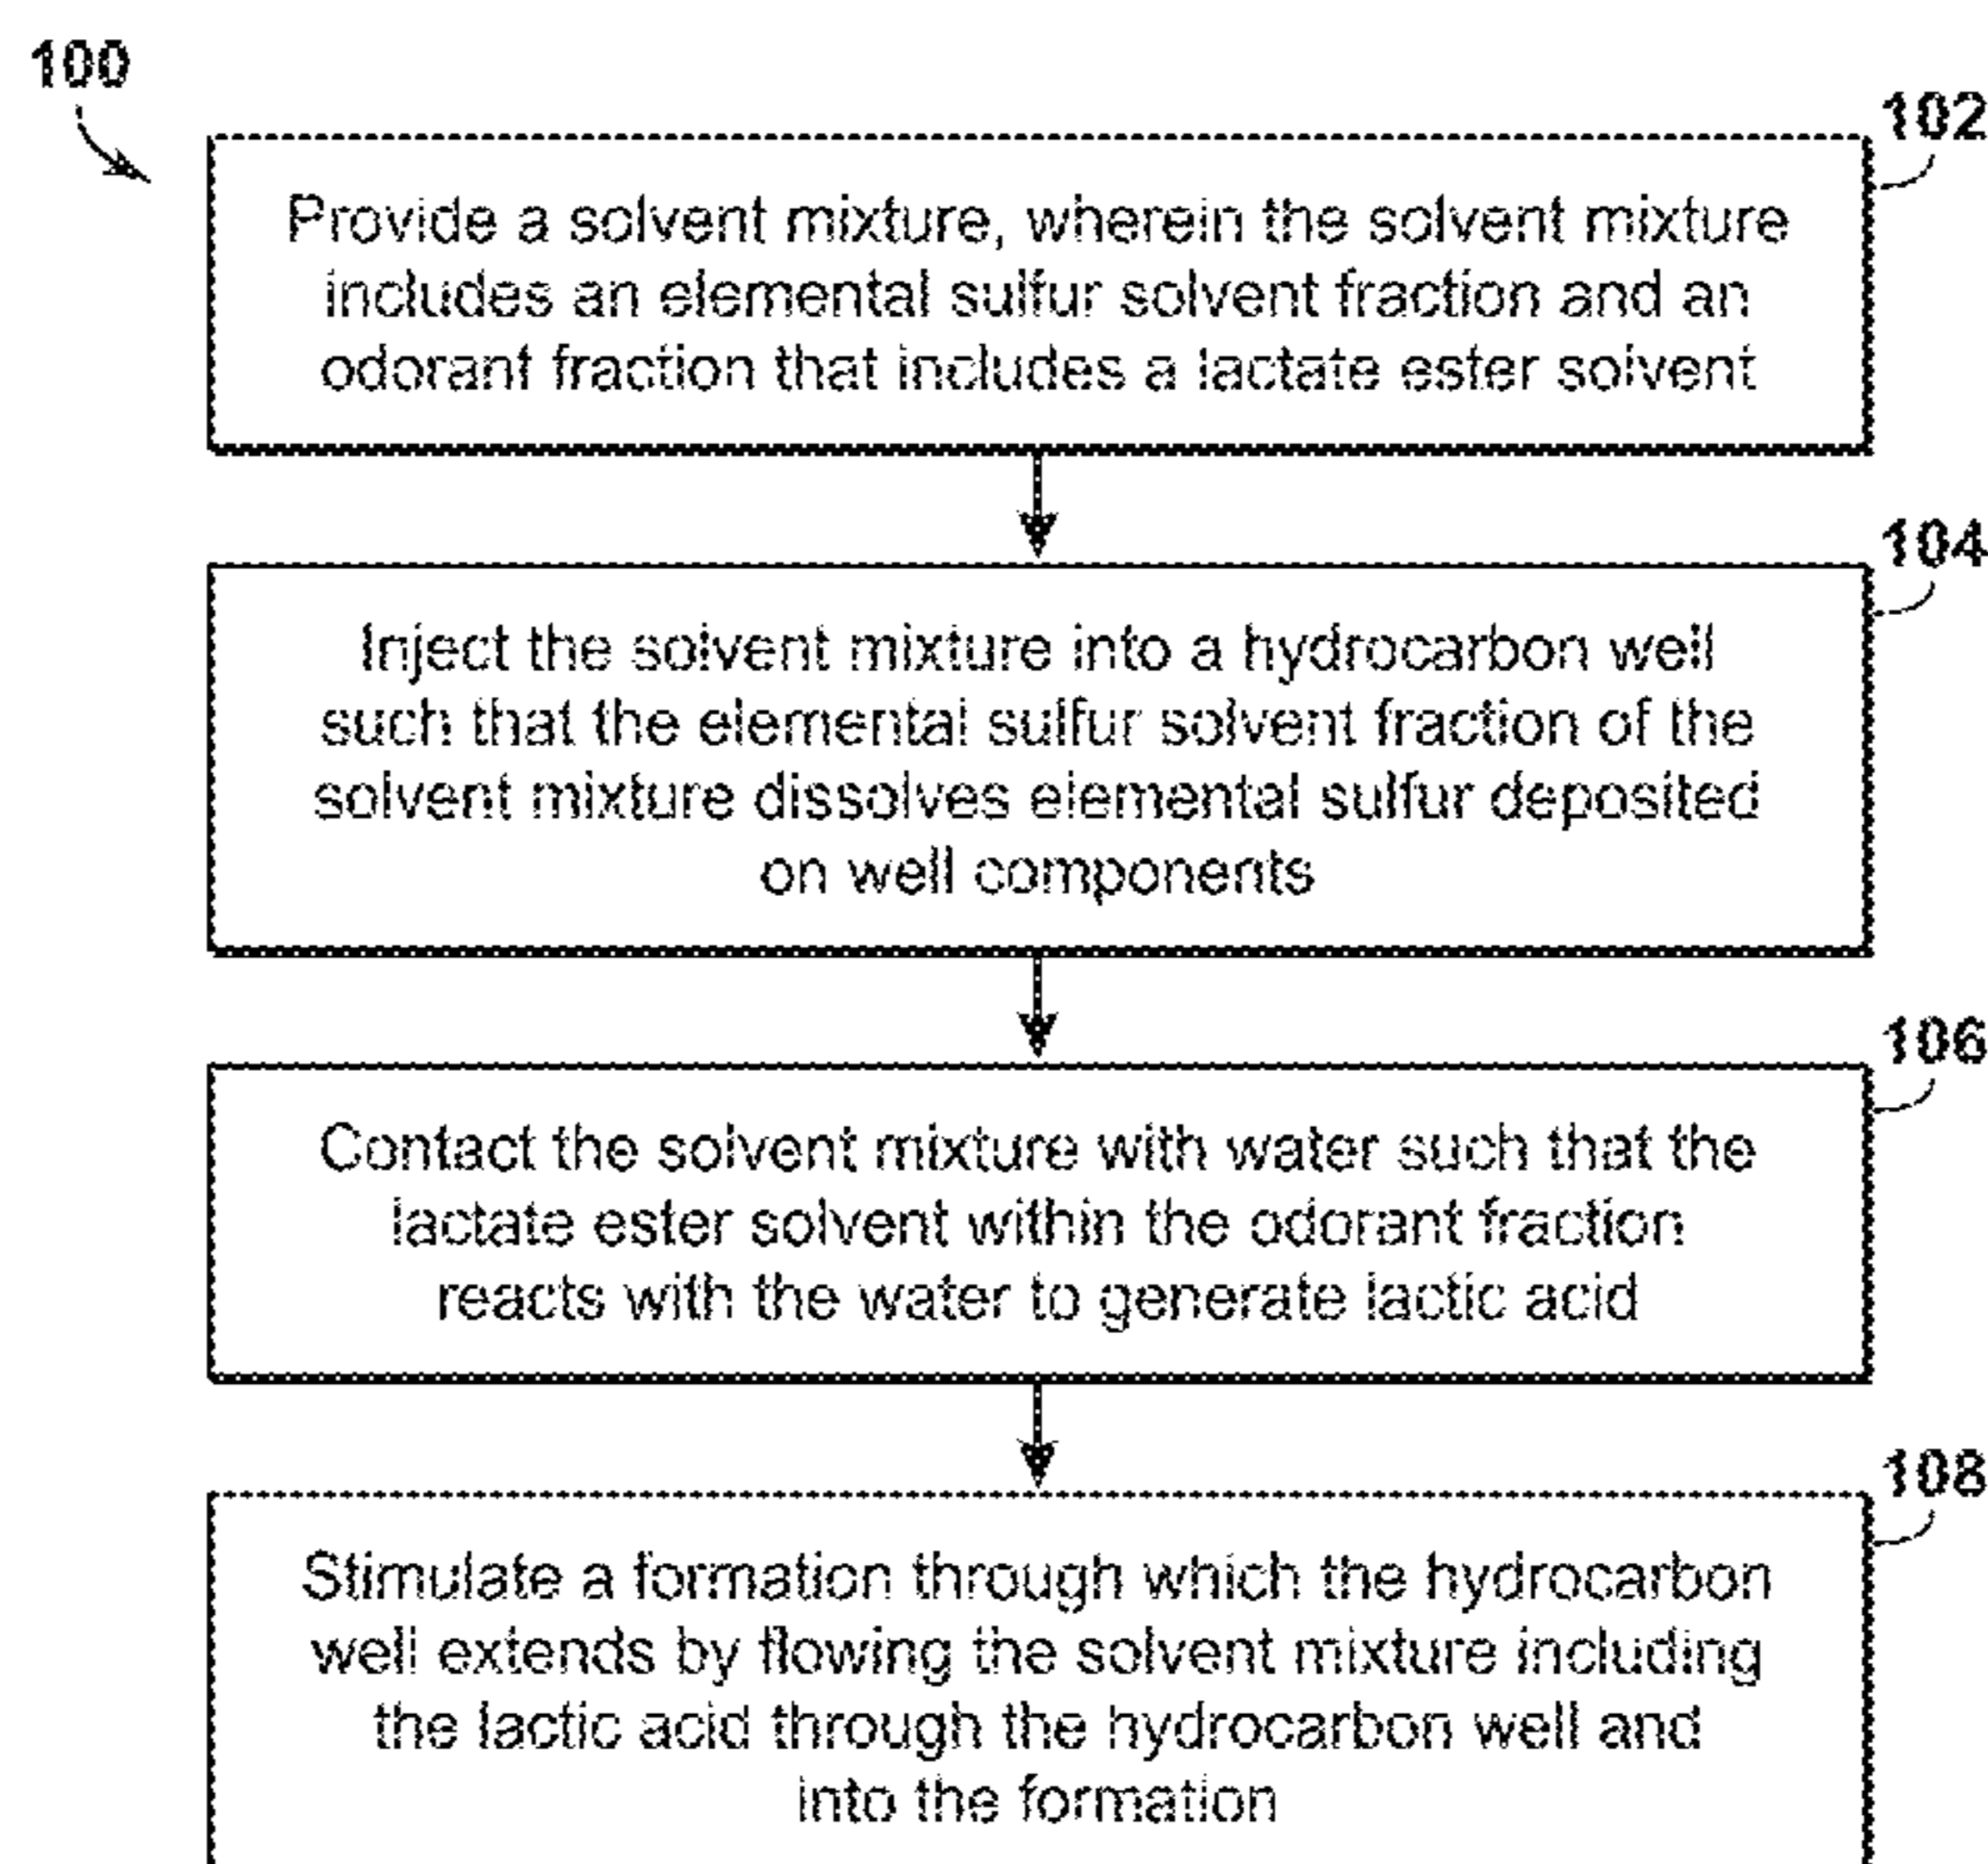 100
102
Provide a solvent mixture, wherein the solvent mixture
includes an elemental sulfur solvent fraction and an
odorant fraction that includes a lactate ester solvent
104
Inject the solvent mixture into a hydrocarbon well
such that the elemental sulfur solvent fraction of the
solvent mixture dissolves elemental sulfur deposited
on well components
106
Contact the solvent mixture with water such that the
lactate ester solvent within the odorant fraction
reacts with the water to generate lactic acid
108
Stimulate a formation through which the hydrocarbon
well extends by flowing the solvent mixture including
the lactic acid through the hydrocarbon well and
into the formation